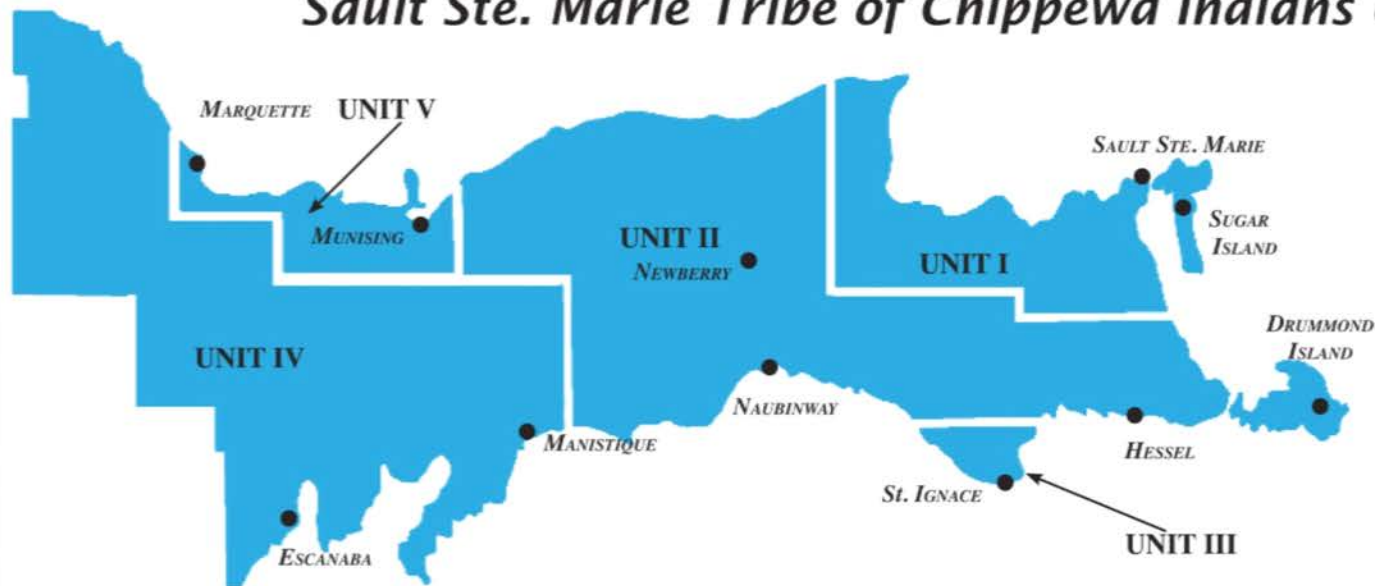 Sault Ste. Marie Tribe of Chippewa Indians
MARQUETTE
UNIT V
SAULT STE. MARIE
SUGAR
ISLAND
MUNISING
UNIT II
NEWBERRY
UNIT I
DRUMMOND
ISLAND
UNIT IV
NAUBINWAY
MANISTIQUE
HESSEL
St. IGNACE
UNIT III
ESCANABA